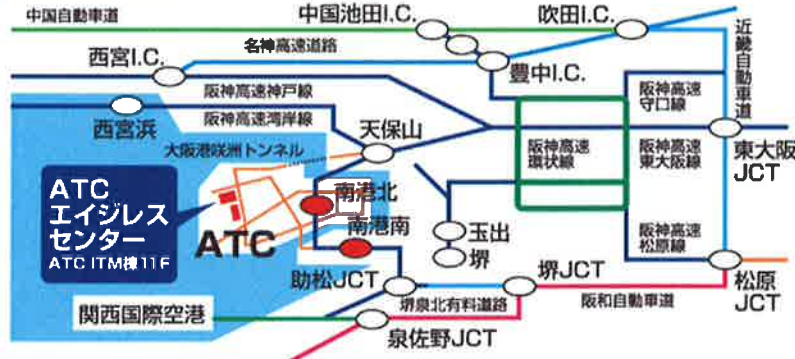 中国自動車道
中国池田I.C.
吹田I.C.
名神高速道路
西宮I.C.
豊中I.C.
近畿自動車道
阪神高速神戸線
阪神高速
守口線
西宮浜
阪神高速湾岸線
天保山
大阪港咲洲トンネル
阪神高速
環状線
阪神高速
東大阪線
東大阪
JCT
ATC
エイジレス
センター
ATC ITM棟11F
南港北
ATC
南港南
玉出
堺
阪神高速
松原線
助松JCT
堺JCT
松原
JCT
堺泉北有料道路
阪和自動車道
関西国際空港
泉佐野JCT